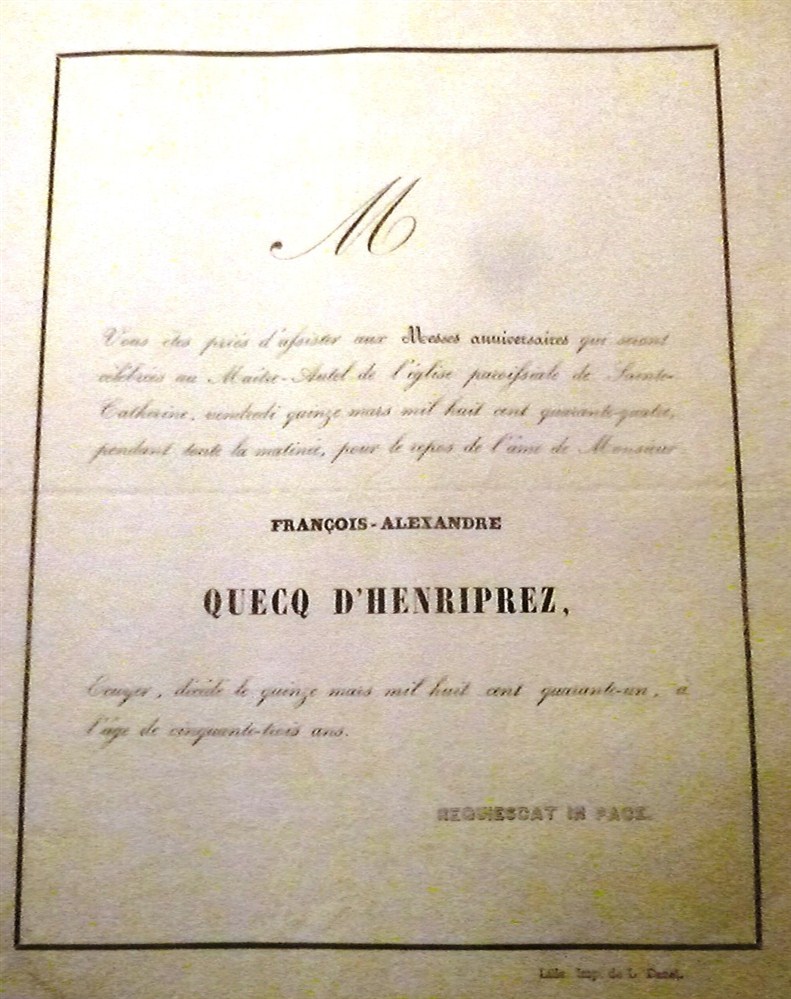 M
Vous êtes priés d'assister aux Messes anniversaires qui seront
célébrées au Maître-Autel de l'église paroissiale de Sainte-
Catherine, vendredi quinze mars mil huit cent quarante-quatre,
pendant toute la matinée, pour le repos de l'âme de Monsieur
FRANÇOIS-ALEXANDRE
QUECQ D'HENRIPREZ,
Ecuyer, décédé le quinze mars mil huit cent quarante-un, à
l'âge de cinquante-trois ans.
REQUIESCAT IN PACE.
Lille Imp. de L. Danel.